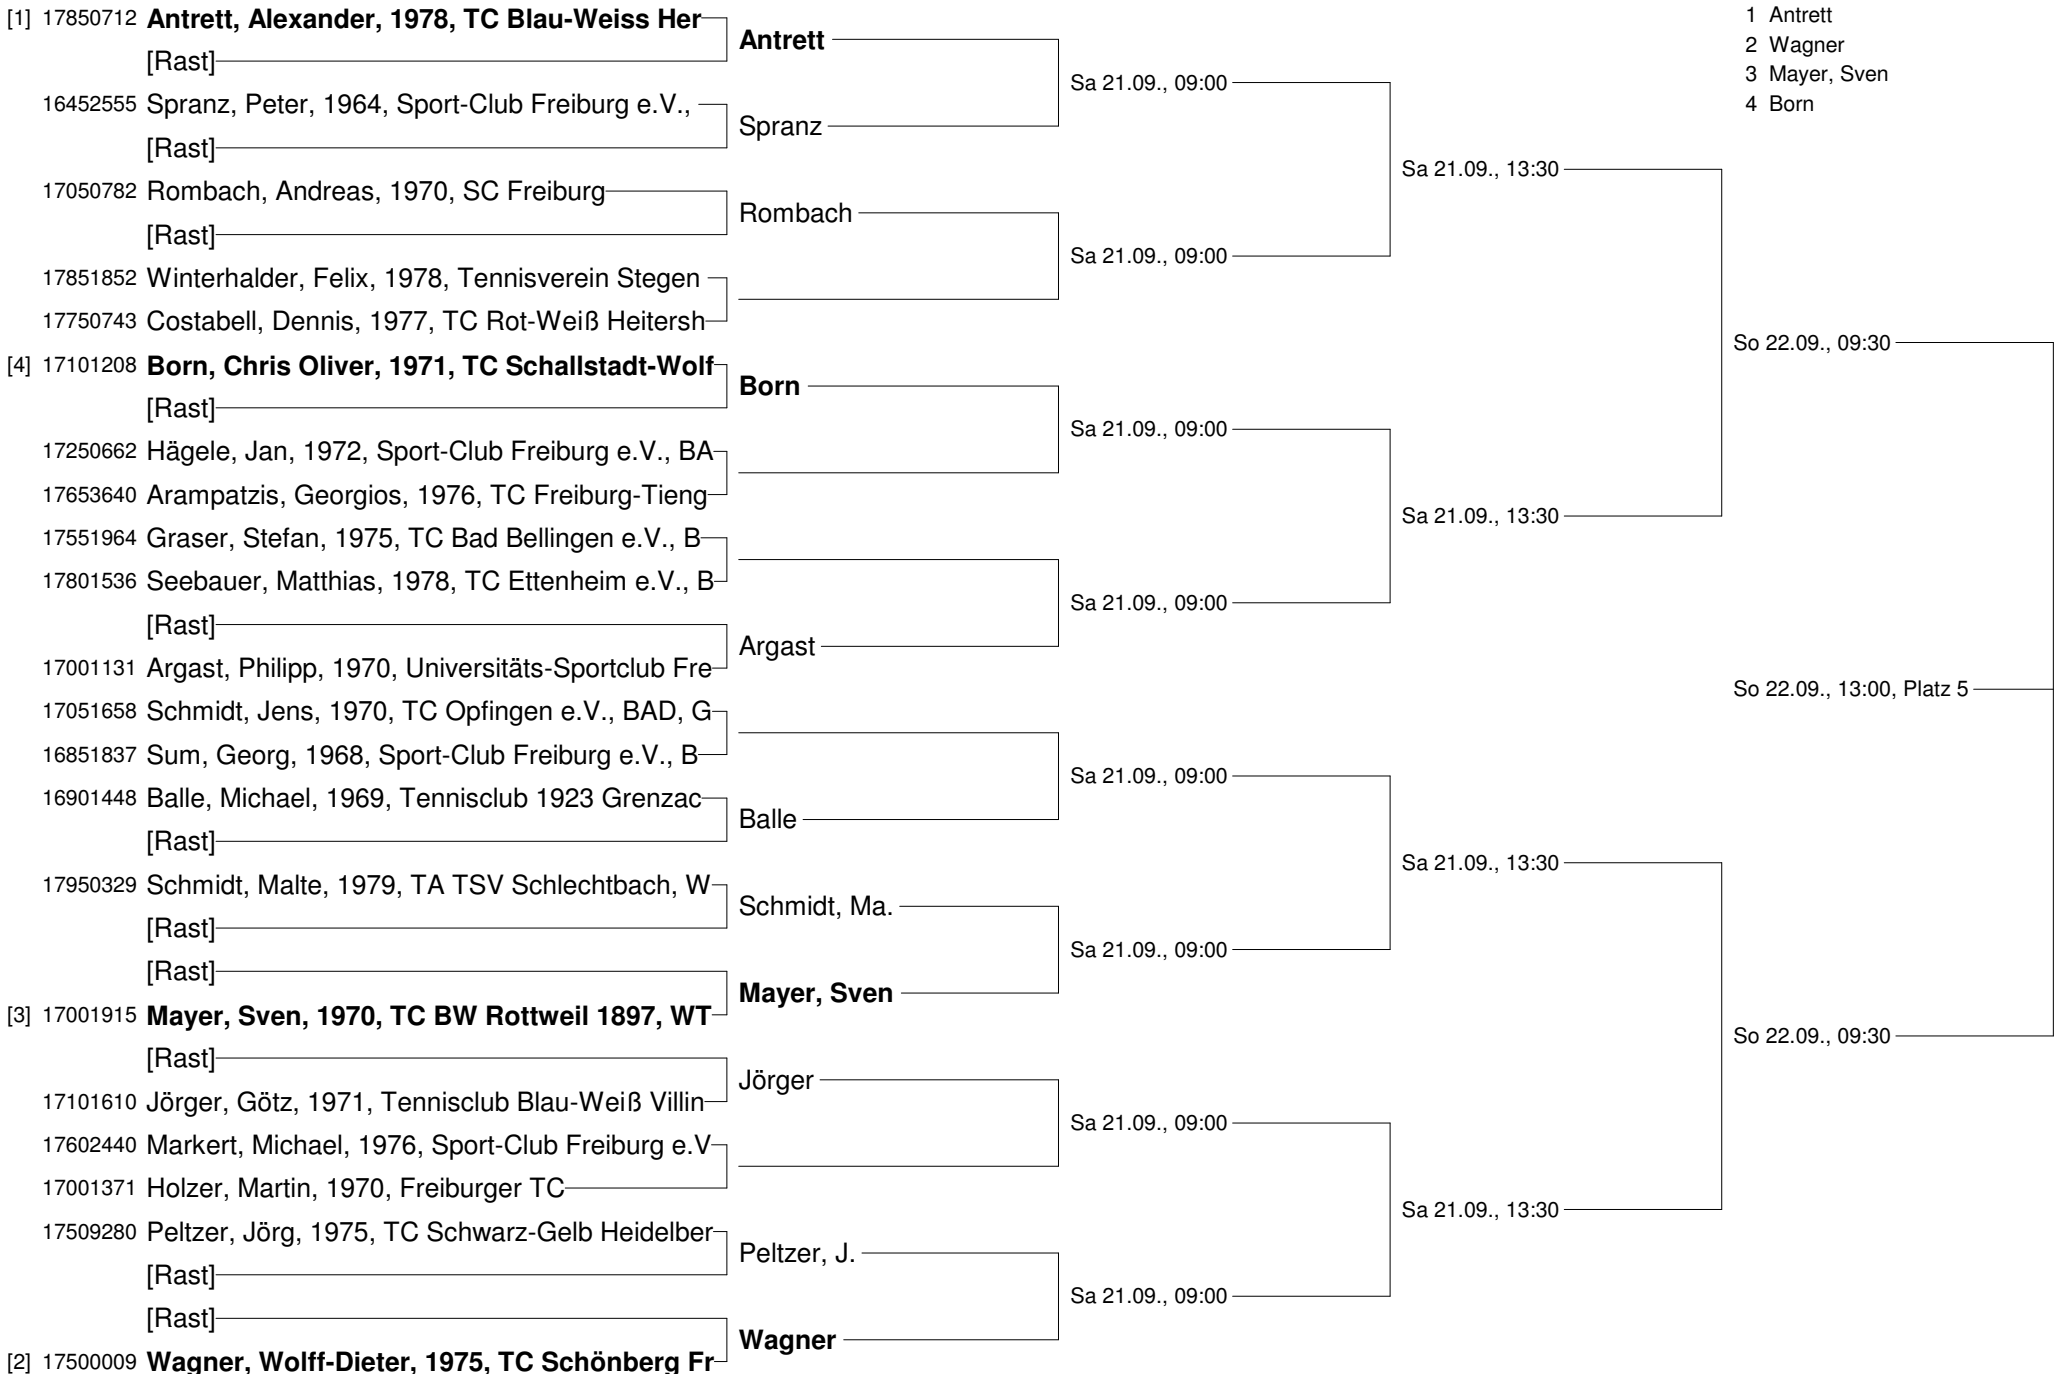 [1] 17850712 Antrett, Alexander, 1978, TC Blau-Weiss Her
[Rast]
16452555 Spranz, Peter, 1964, Sport-Club Freiburg e.V.,
[Rast]
17050782 Rombach, Andreas, 1970, SC Freiburg
[Rast]
17851852 Winterhalder, Felix, 1978, Tennisverein Stegen
17750743 Costabell, Dennis, 1977, TC Rot-Weiß Heitersh
[4] 17101208 Born, Chris Oliver, 1971, TC Schallstadt-Wolf
[Rast]
17250662 Hägele, Jan, 1972, Sport-Club Freiburg e.V., BA
17653640 Arampatzis, Georgios, 1976, TC Freiburg-Tieng
17551964 Graser, Stefan, 1975, TC Bad Bellingen e.V., B
17801536 Seebauer, Matthias, 1978, TC Ettenheim e.V., B
[Rast]
17001131 Argast, Philipp, 1970, Universitäts-Sportclub Fre
17051658 Schmidt, Jens, 1970, TC Opfingen e.V., BAD, G
16851837 Sum, Georg, 1968, Sport-Club Freiburg e.V., B
16901448 Balle, Michael, 1969, Tennisclub 1923 Grenzac
[Rast]
17950329 Schmidt, Malte, 1979, TA TSV Schlechtbach, W
[Rast]
[Rast]
[3] 17001915 Mayer, Sven, 1970, TC BW Rottweil 1897, WT
[Rast]
17101610 Jörger, Götz, 1971, Tennisclub Blau-Weiß Villin
17602440 Markert, Michael, 1976, Sport-Club Freiburg e.V
17001371 Holzer, Martin, 1970, Freiburger TC
17509280 Peltzer, Jörg, 1975, TC Schwarz-Gelb Heidelber
[Rast]
[Rast]
[2] 17500009 Wagner, Wolff-Dieter, 1975, TC Schönberg Fr
Antrett
Spranz
Rombach
Born
Argast
Balle
Schmidt, Ma.
Mayer, Sven
Jörger
Peltzer, J.
Wagner
Sa 21.09., 09:00
Sa 21.09., 09:00
Sa 21.09., 09:00
Sa 21.09., 09:00
Sa 21.09., 09:00
Sa 21.09., 09:00
Sa 21.09., 09:00
Sa 21.09., 09:00
Sa 21.09., 13:30
Sa 21.09., 13:30
Sa 21.09., 13:30
Sa 21.09., 13:30
So 22.09., 09:30
So 22.09., 13:00, Platz 5
So 22.09., 09:30
1 Antrett
2 Wagner
3 Mayer, Sven
4 Born